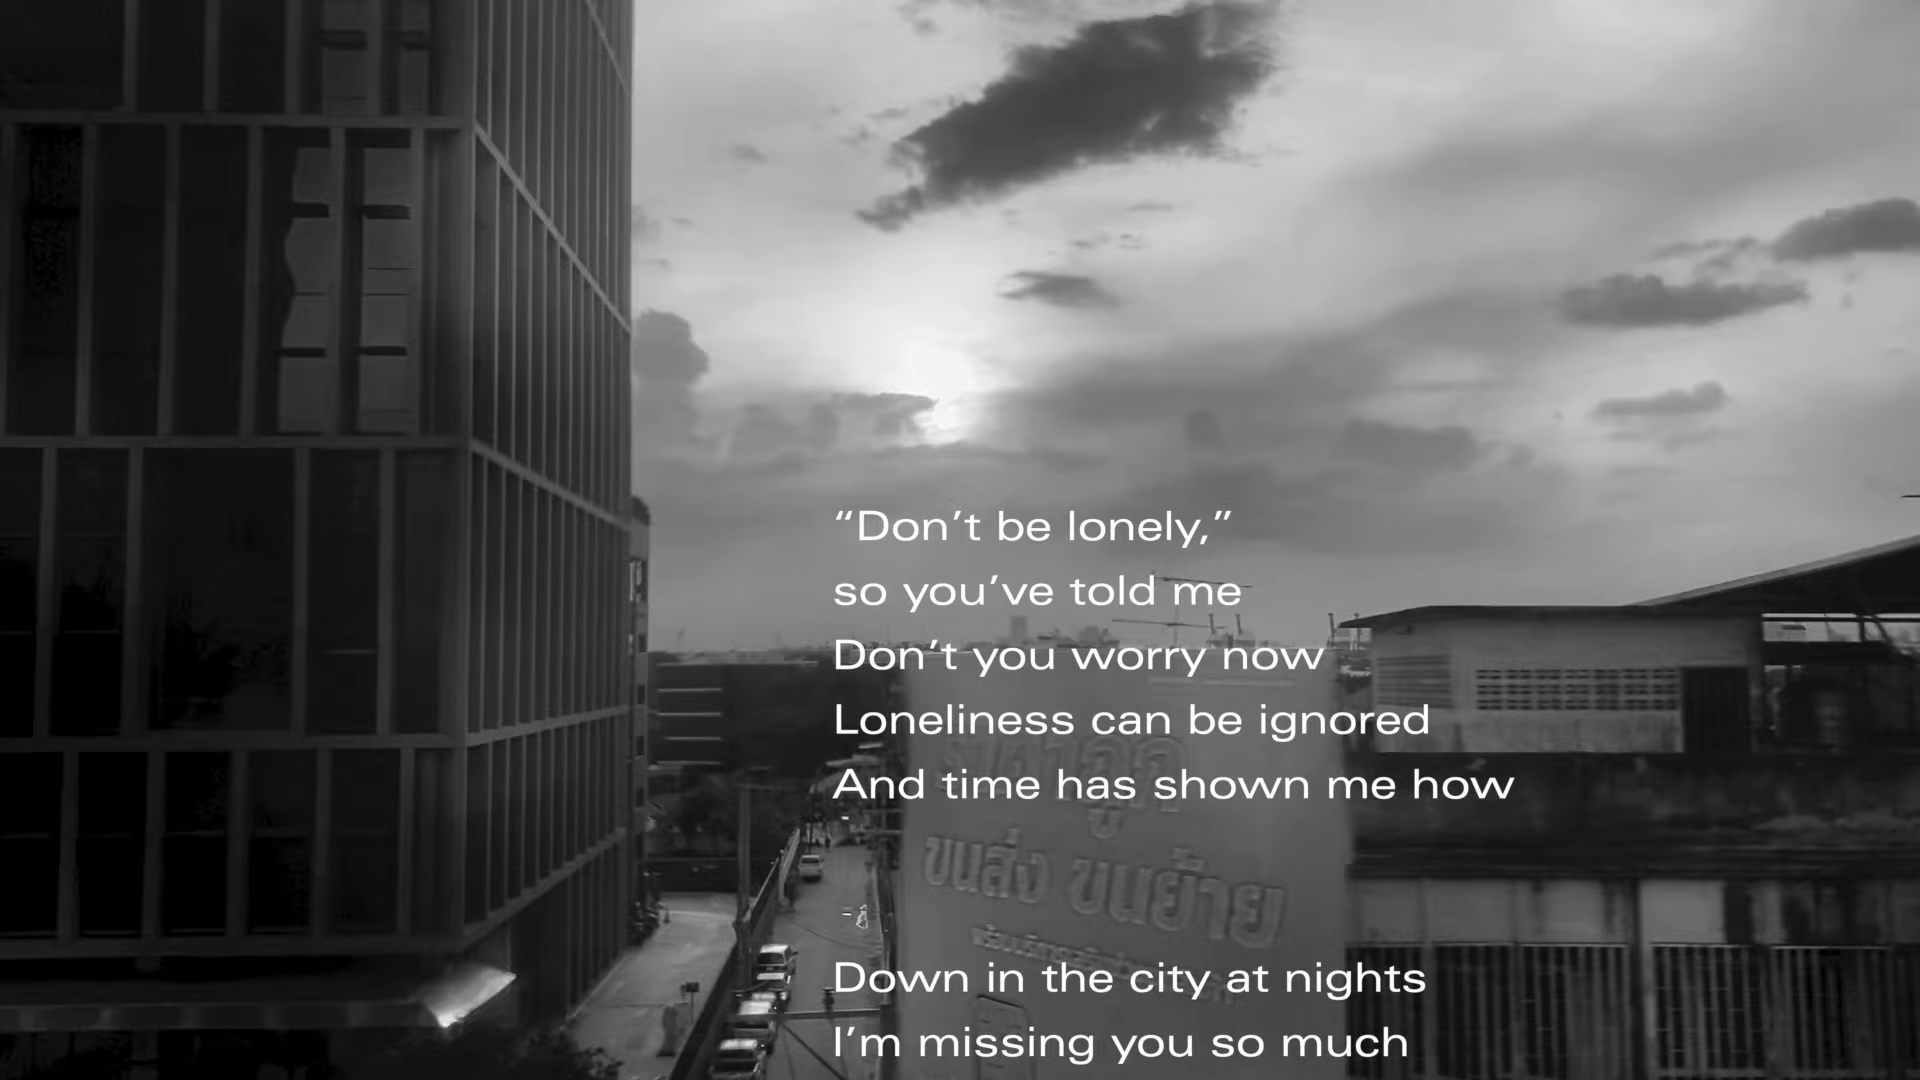 “Don’t be lonely,”
so you’ve told me
Don’t you worry now
Loneliness can be ignored
And time has shown me how
ขนส่ง ขนย้าย
Down in the city at nights
I’m missing you so much